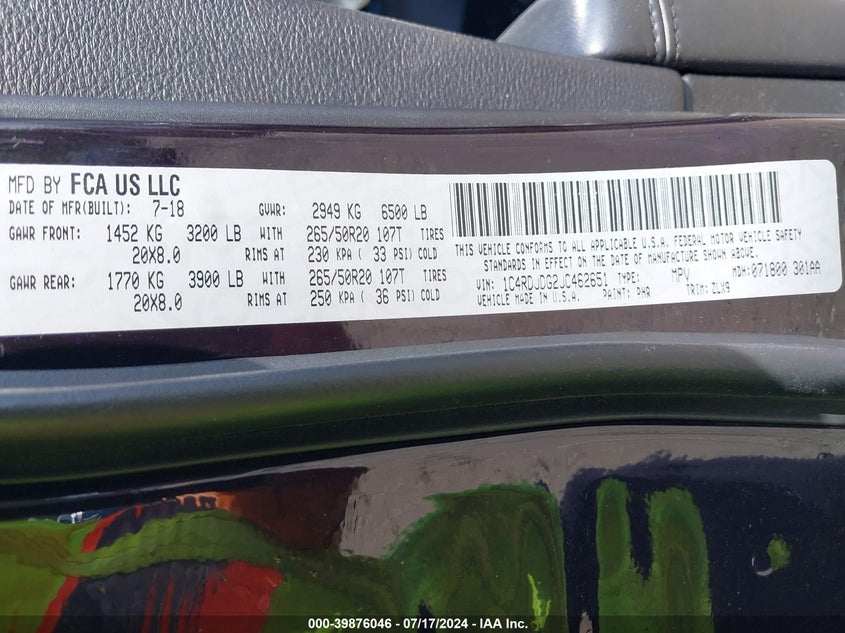 MFD BY FCA US LLC
DATE OF MFR(BUILT): 7-18 GVWR: 2949 KG 6500 LB
GAWR FRONT: 1452 KG 3200 LB WITH 265/50R20 107T TIRES
20X8.0 RIMS AT 230 KPA ( 33 PSI) COLD
GAWR REAR: 1770 KG 3900 LB WITH 265/50R20 107T TIRES
20X8.0 RIMS AT 250 KPA ( 36 PSI) COLD
THIS VEHICLE CONFORMS TO ALL APPLICABLE U.S.A. FEDERAL MOTOR VEHICLE SAFETY
STANDARDS IN EFFECT ON THE DATE OF MANUFACTURE SHOWN ABOVE.
VIN: 1C4RDJDG2JC462651 TYPE: MPV MDH: 071800 301AA
VEHICLE MADE IN U.S.A. PAINT: PHR TRIM: ZLX9
000-39876046 - 07/17/2024 - IAA Inc.